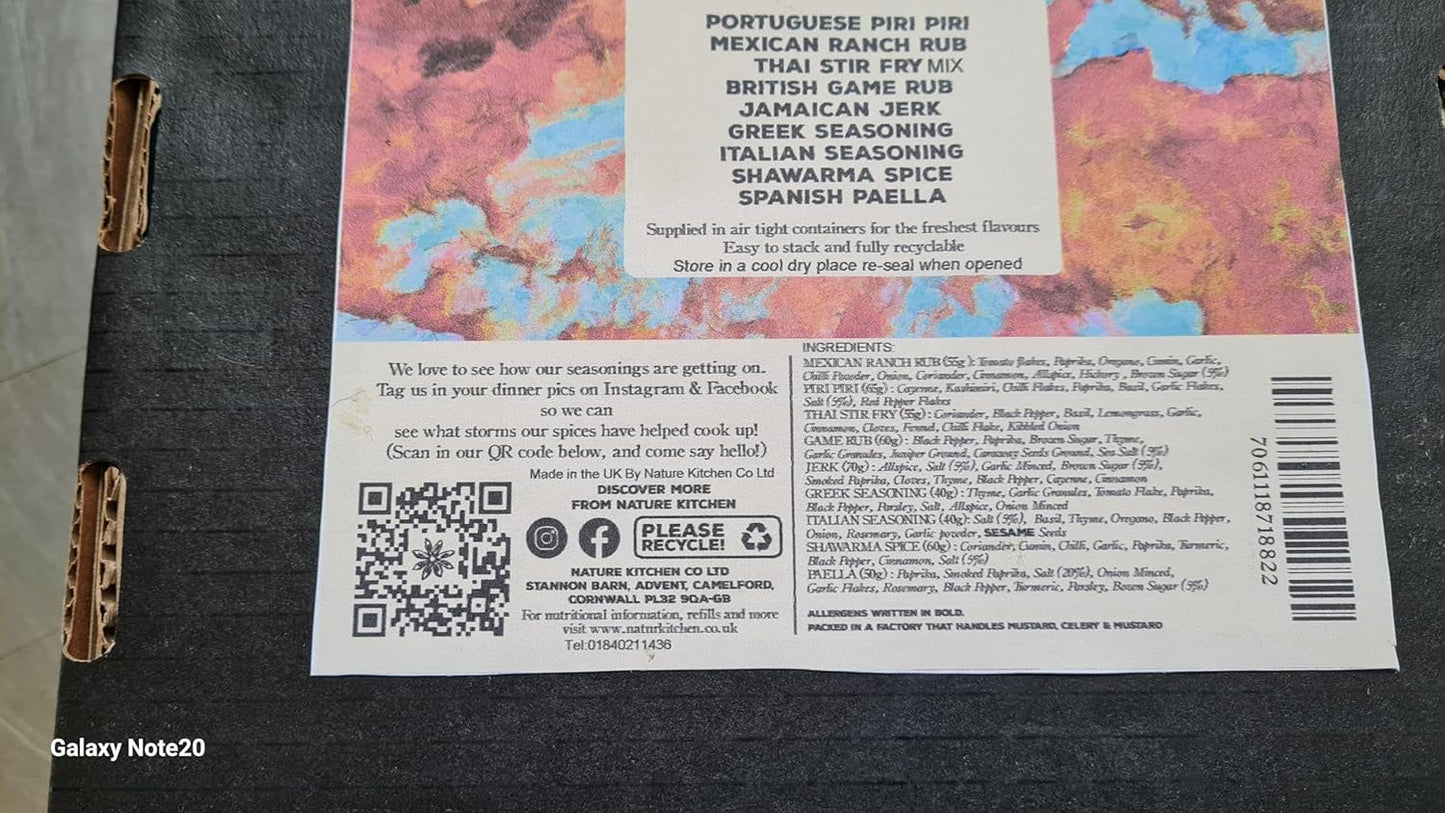 PORTUGUESE PIRI PIRI
MEXICAN RANCH RUB
THAI STIR FRY MIX
BRITISH GAME RUB
JAMAICAN JERK
GREEK SEASONING
ITALIAN SEASONING
SHAWARMA SPICE
SPANISH PAELLA
Supplied in air tight containers for the freshest flavours
Easy to stack and fully recyclable
Store in a cool dry place re-seal when opened
We love to see how our seasonings are getting on.
Tag us in your dinner pics on Instagram & Facebook
so we can
see what storms our spices have helped cook up!
(Scan in our QR code below, and come say hello!)
Made in the UK By Nature Kitchen Co Ltd
DISCOVER MORE
FROM NATURE KITCHEN
PLEASE
RECYCLE!
NATURE KITCHEN CO LTD
STANNON BARN, ADVENT, CAMELFORD,
CORNWALL PL32 9QA-GB
For nutritional information, refills and more
visit www.naturkitchen.co.uk
Tel:01840211436
INGREDIENTS:
MEXICAN RANCH RUB (55g): Tomato flakes, Paprika, Oregano, Cumin, Garlic,
Chilli Powder, Onion, Coriander, Cinnamon, Allspice, Hickory, Brown Sugar (5%)
PIRI PIRI (65g): Cayenne, Kashmiri, Chilli Flakes, Paprika, Basil, Garlic Flakes,
Salt (5%), Red Pepper Flakes
THAI STIR FRY (55g): Coriander, Black Pepper, Basil, Lemongrass, Garlic,
Cinnamon, Cloves, Fennel, Chilli Flake, Kibbled Onion
GAME RUB (60g): Black Pepper, Paprika, Brown Sugar, Thyme,
Garlic Granules, Juniper Ground, Caraway Seeds Ground, Sea Salt (5%)
JERK (70g): Allspice, Salt (5%), Garlic Minced, Brown Sugar (5%),
Smoked Paprika, Cloves, Thyme, Black Pepper, Cayenne, Cinnamon
GREEK SEASONING (40g): Thyme, Garlic Granules, Tomato Flake, Paprika,
Black Pepper, Parsley, Salt, Allspice, Onion Minced
ITALIAN SEASONING (40g): Salt (5%), Basil, Thyme, Oregano, Black Pepper,
Onion, Rosemary, Garlic powder, SESAME Seeds
SHAWARMA SPICE (60g): Coriander, Cumin, Chilli, Garlic, Paprika, Turmeric,
Black Pepper, Cinnamon, Salt (5%)
PAELLA (50g): Paprika, Smoked Paprika, Salt (20%), Onion Minced,
Garlic Flakes, Rosemary, Black Pepper, Turmeric, Parsley, Bown Sugar (5%)
ALLERGENS WRITTEN IN BOLD.
PACKED IN A FACTORY THAT HANDLES MUSTARD, CELERY & MUSTARD
706111871882​2
Galaxy Note20